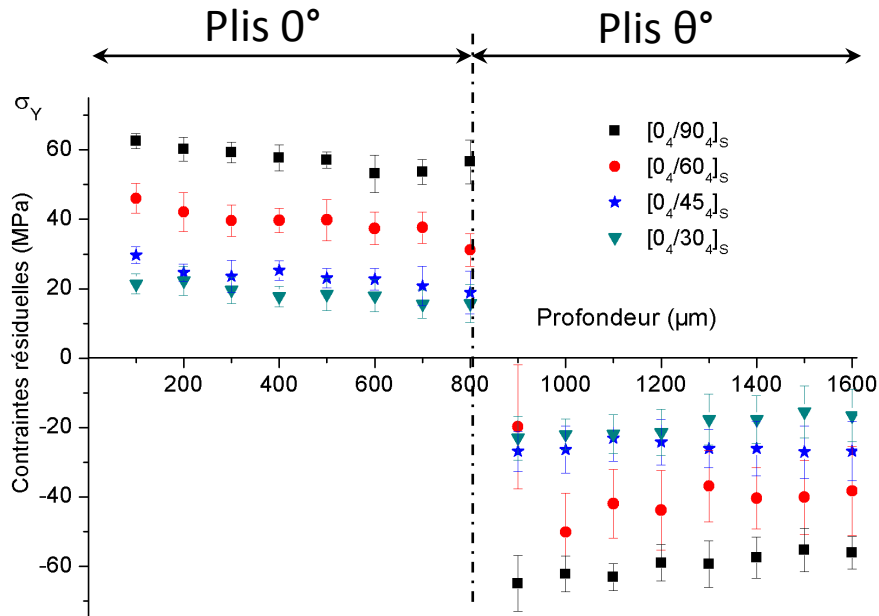 Plis 0° Plis θ°
σY
60
40
20
0
-20
-40
-60
Contraintes résiduelles (MPa)
[04/904]S
[04/604]S
[04/454]S
[04/304]S
Profondeur (µm)
200 400 600 800 1000 1200 1400 1600